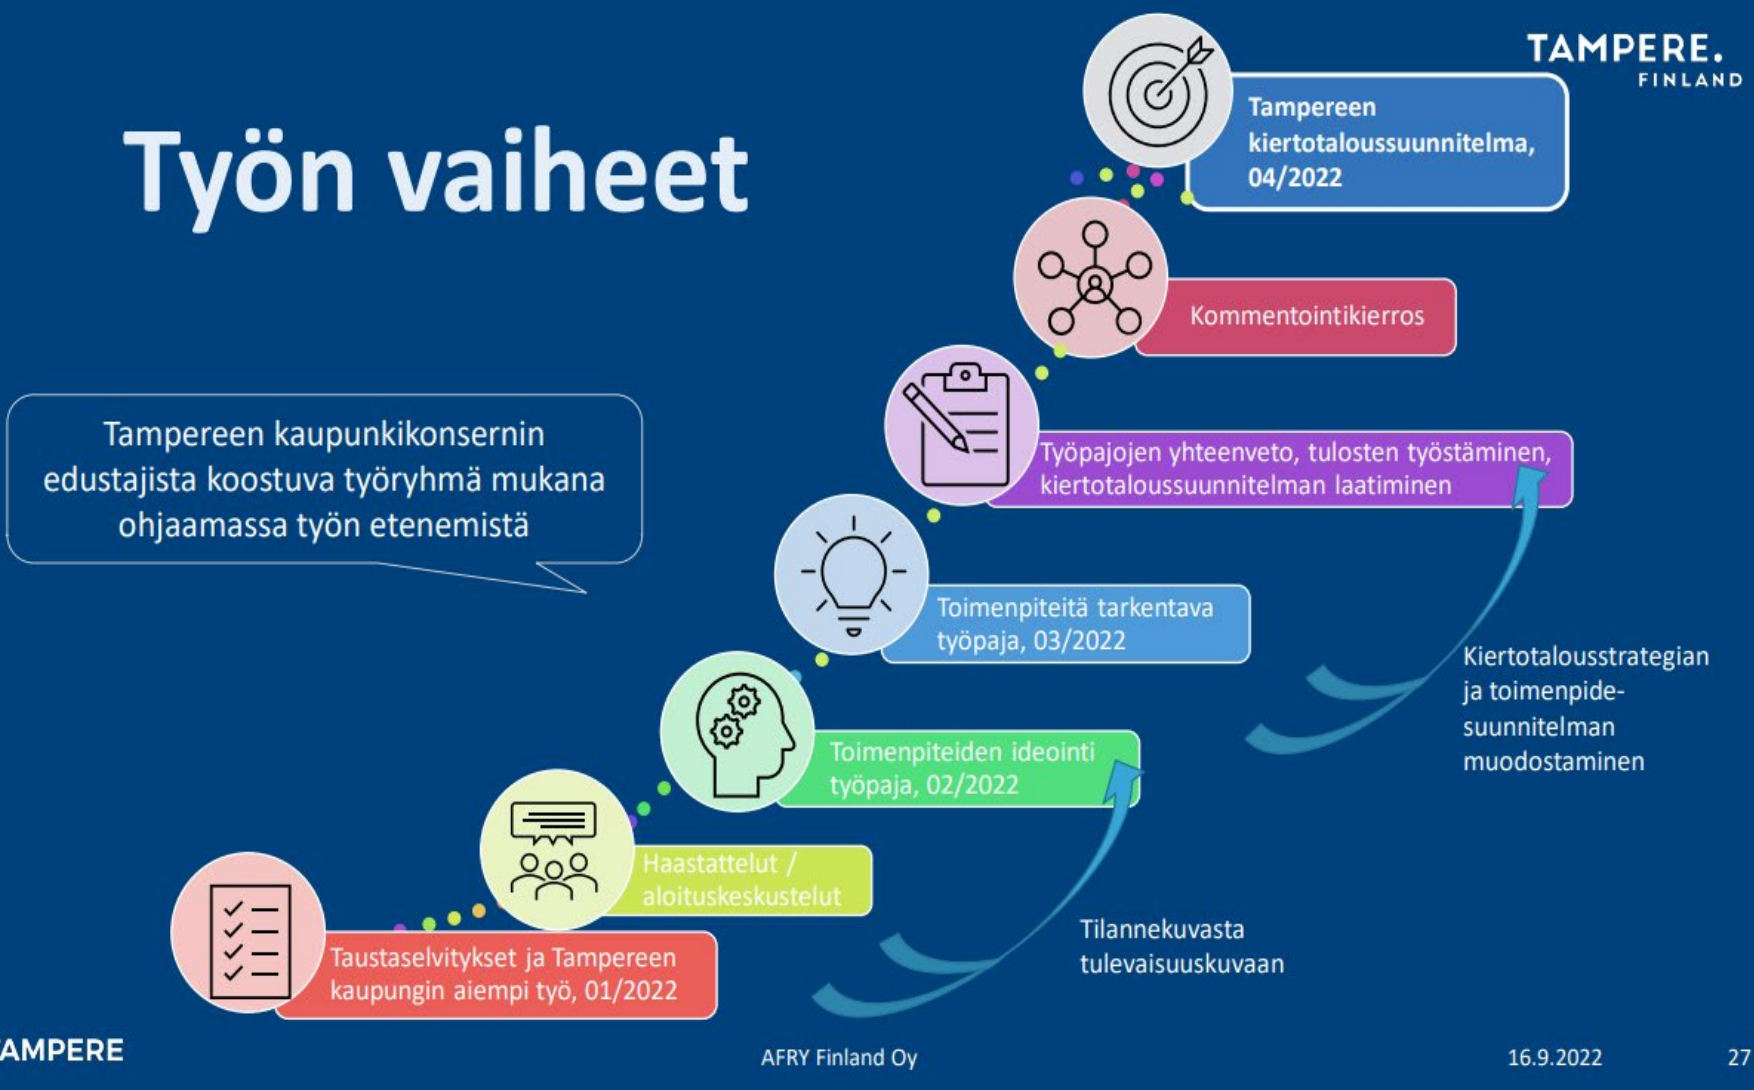 TAMPERE.
FINLAND
Työn vaiheet
Tampereen
kiertotaloussuunnitelma,
04/2022
Kommentointikierros
Työpajojen yhteenveto, tulosten työstäminen,
kiertotaloussuunnitelman laatiminen
Tampereen kaupunkikonsernin
edustajista koostuva työryhmä mukana
ohjaamassa työn etenemistä
Toimenpiteitä tarkentava
työpaja, 03/2022
Kiertotalousstrategian
ja toimenpide-
suunnitelman
muodostaminen
Toimenpiteiden ideointi
työpaja, 02/2022
Haastattelut /
aloituskeskustelut
Tilannekuvasta
tulevaisuuskuvaan
Taustaselvitykset ja Tampereen
kaupungin aiempi työ, 01/2022
AMPERE
AFRY Finland Oy
16.9.2022
27